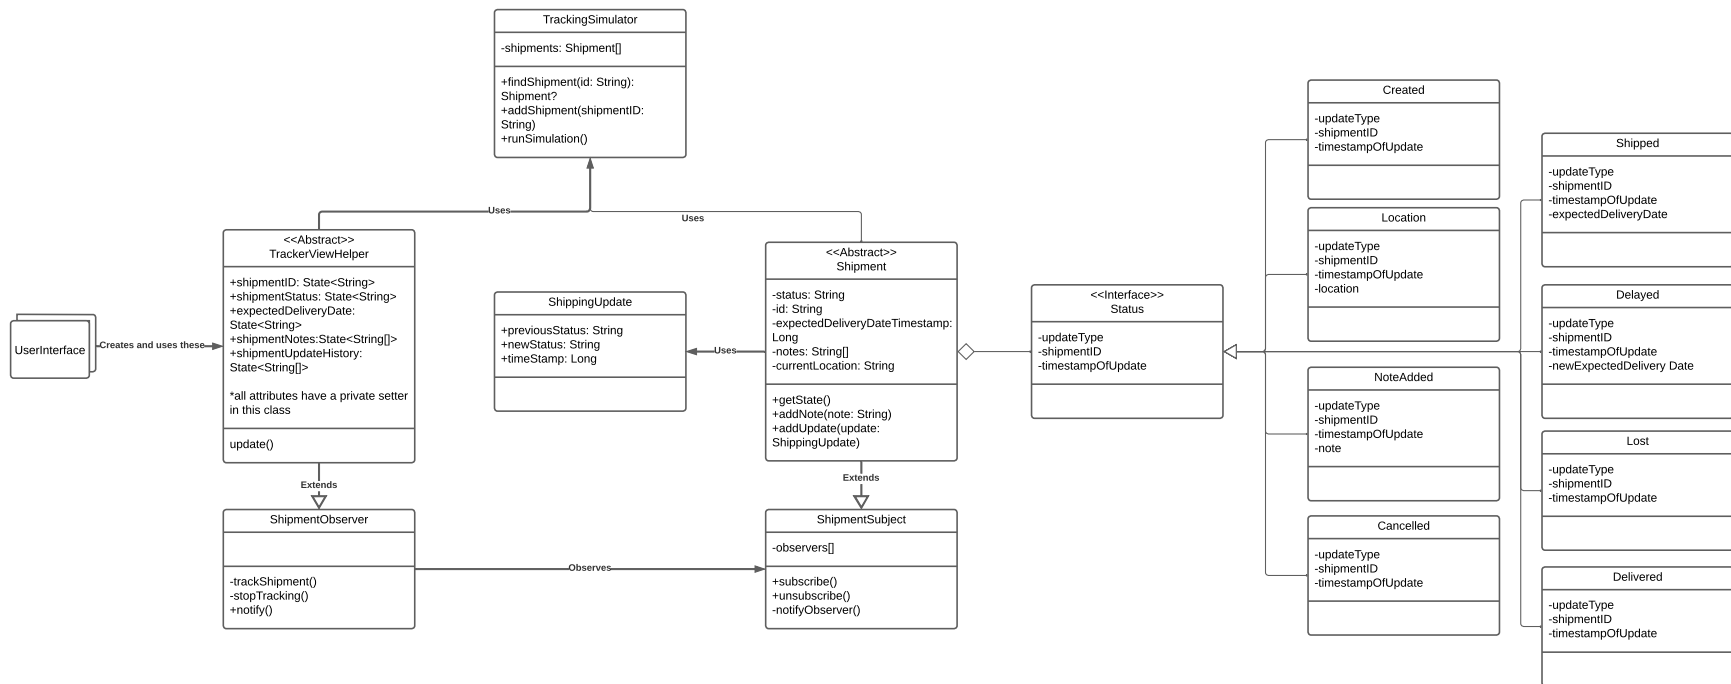 TrackingSimulator
-shipments: Shipment[]
+findShipment(id: String):
Shipment?
+addShipment(shipmentID:
String)
+runSimulation()
Uses
Uses
UserInterface
Creates and uses these
<<Abstract>>
TrackerViewHelper
+shipmentID: State<String>
+shipmentStatus: State<String>
+expectedDeliveryDate:
State<String>
+shipmentNotes:State<String[]>
+shipmentUpdateHistory:
State<String[]>
*all attributes have a private setter
in this class
update()
Extends
ShipmentObserver
-trackShipment()
-stopTracking()
+notify()
Observes
ShippingUpdate
+previousStatus: String
+newStatus: String
+timeStamp: Long
Uses
<<Abstract>>
Shipment
-status: String
-id: String
-expectedDeliveryDateTimestamp:
Long
-notes: String[]
-currentLocation: String
+getState()
+addNote(note: String)
+addUpdate(update:
ShippingUpdate)
Extends
ShipmentSubject
-observers[]
+subscribe()
+unsubscribe()
-notifyObserver()
<<Interface>>
Status
-updateType
-shipmentID
-timestampOfUpdate
Created
-updateType
-shipmentID
-timestampOfUpdate
Location
-updateType
-shipmentID
-timestampOfUpdate
-location
NoteAdded
-updateType
-shipmentID
-timestampOfUpdate
-note
Cancelled
-updateType
-shipmentID
-timestampOfUpdate
Shipped
-updateType
-shipmentID
-timestampOfUpdate
-expectedDeliveryDate
Delayed
-updateType
-shipmentID
-timestampOfUpdate
-newExpectedDelivery Date
Lost
-updateType
-shipmentID
-timestampOfUpdate
Delivered
-updateType
-shipmentID
-timestampOfUpdate